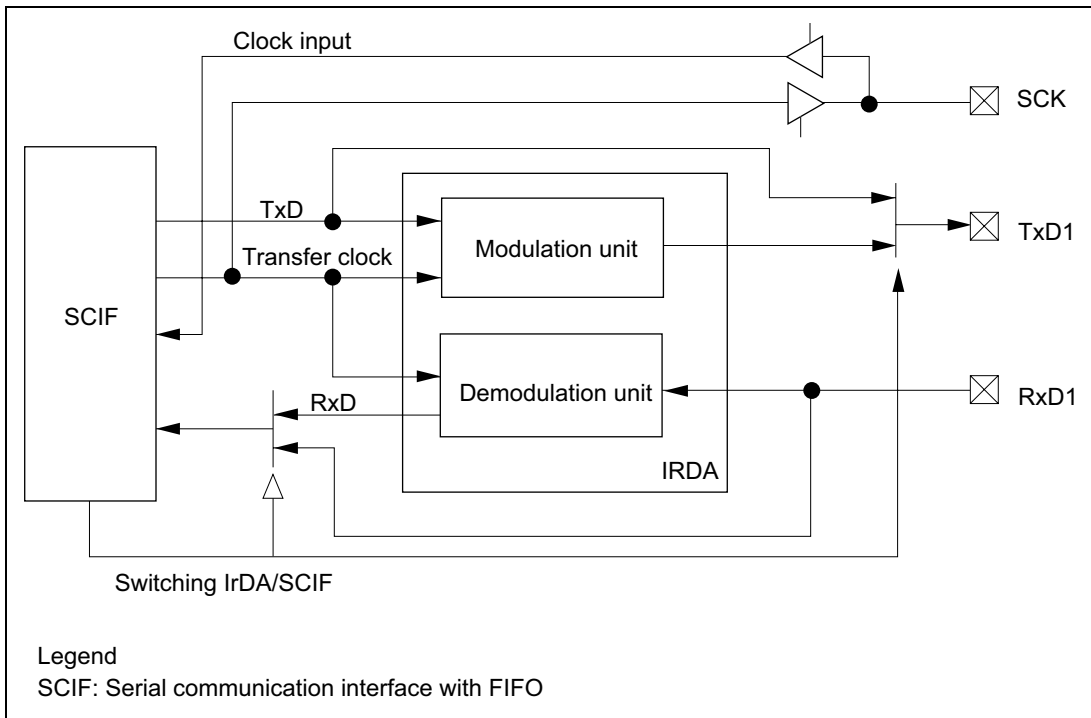 Clock input
SCK
TxD
TxD1
Transfer clock
Modulation unit
SCIF
Demodulation unit
RxD
RxD1
IRDA
Switching IrDA/SCIF
Legend
SCIF: Serial communication interface with FIFO